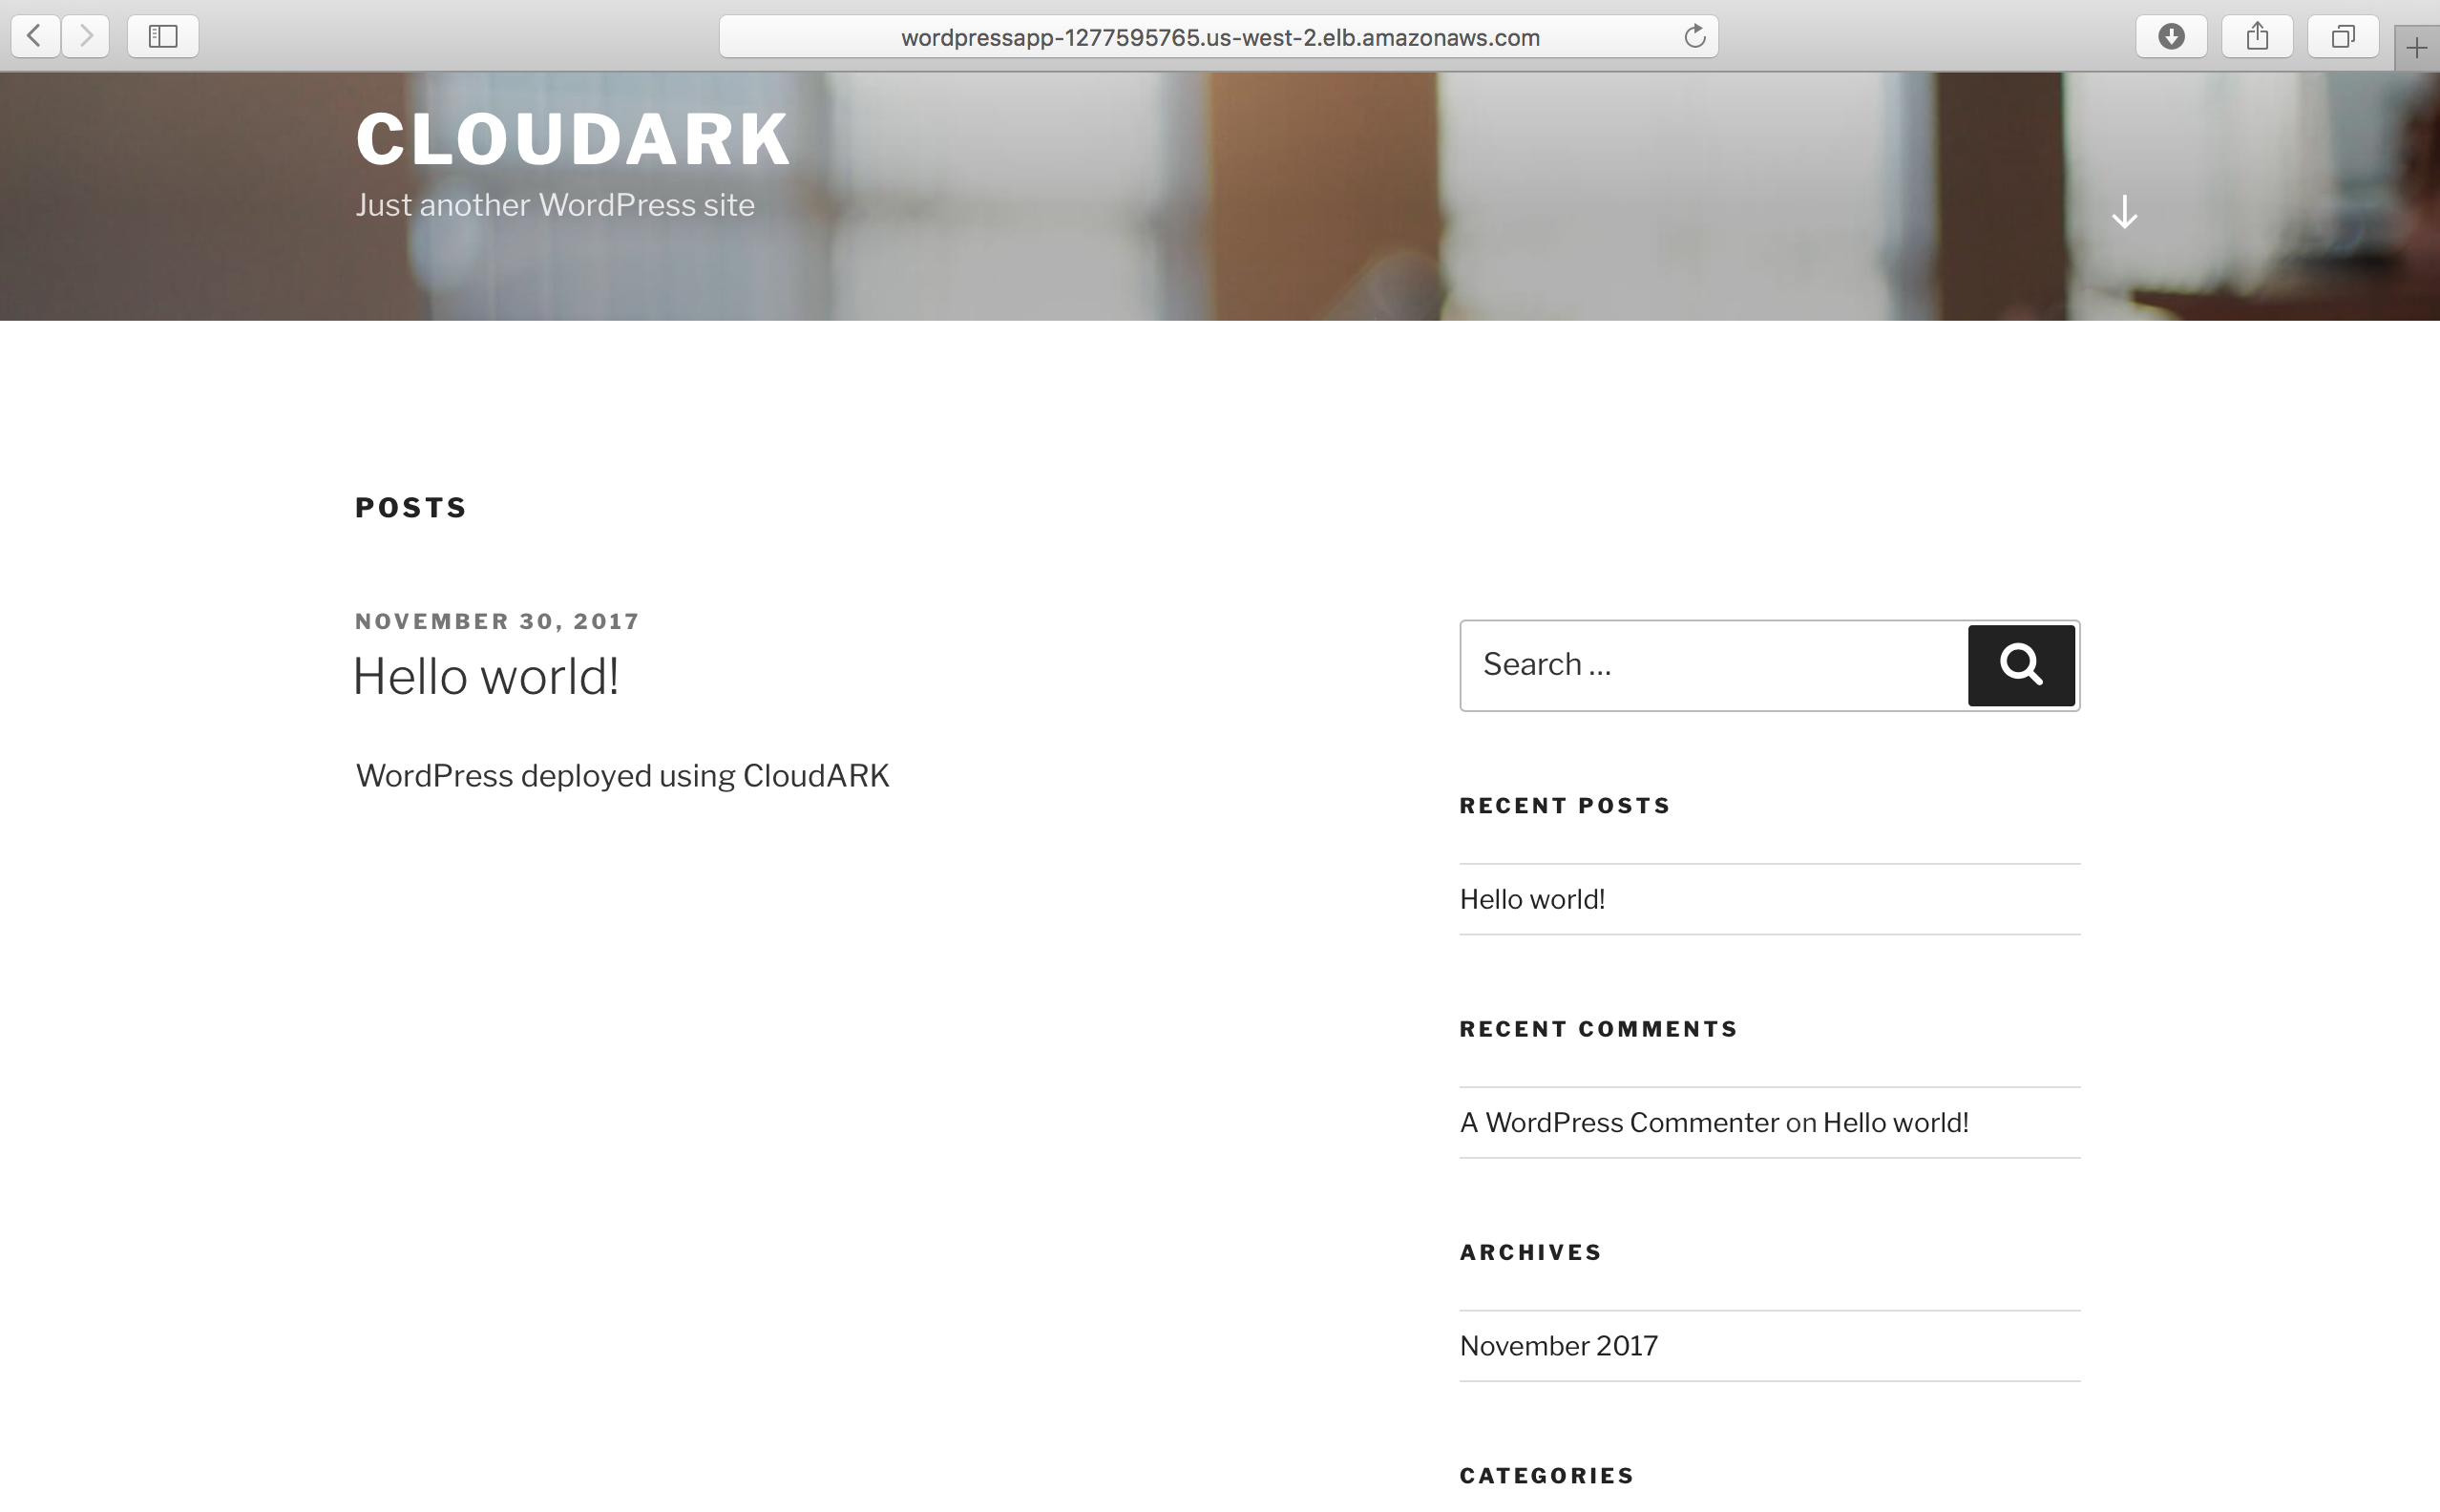 wordpressapp-1277595765.us-west-2.elb.amazonaws.com
CLOUDARK
Just another WordPress site
POSTS
NOVEMBER 30, 2017
Hello world!
WordPress deployed using CloudARK
Search …
RECENT POSTS
Hello world!
RECENT COMMENTS
A WordPress Commenter on Hello world!
ARCHIVES
November 2017
CATEGORIES